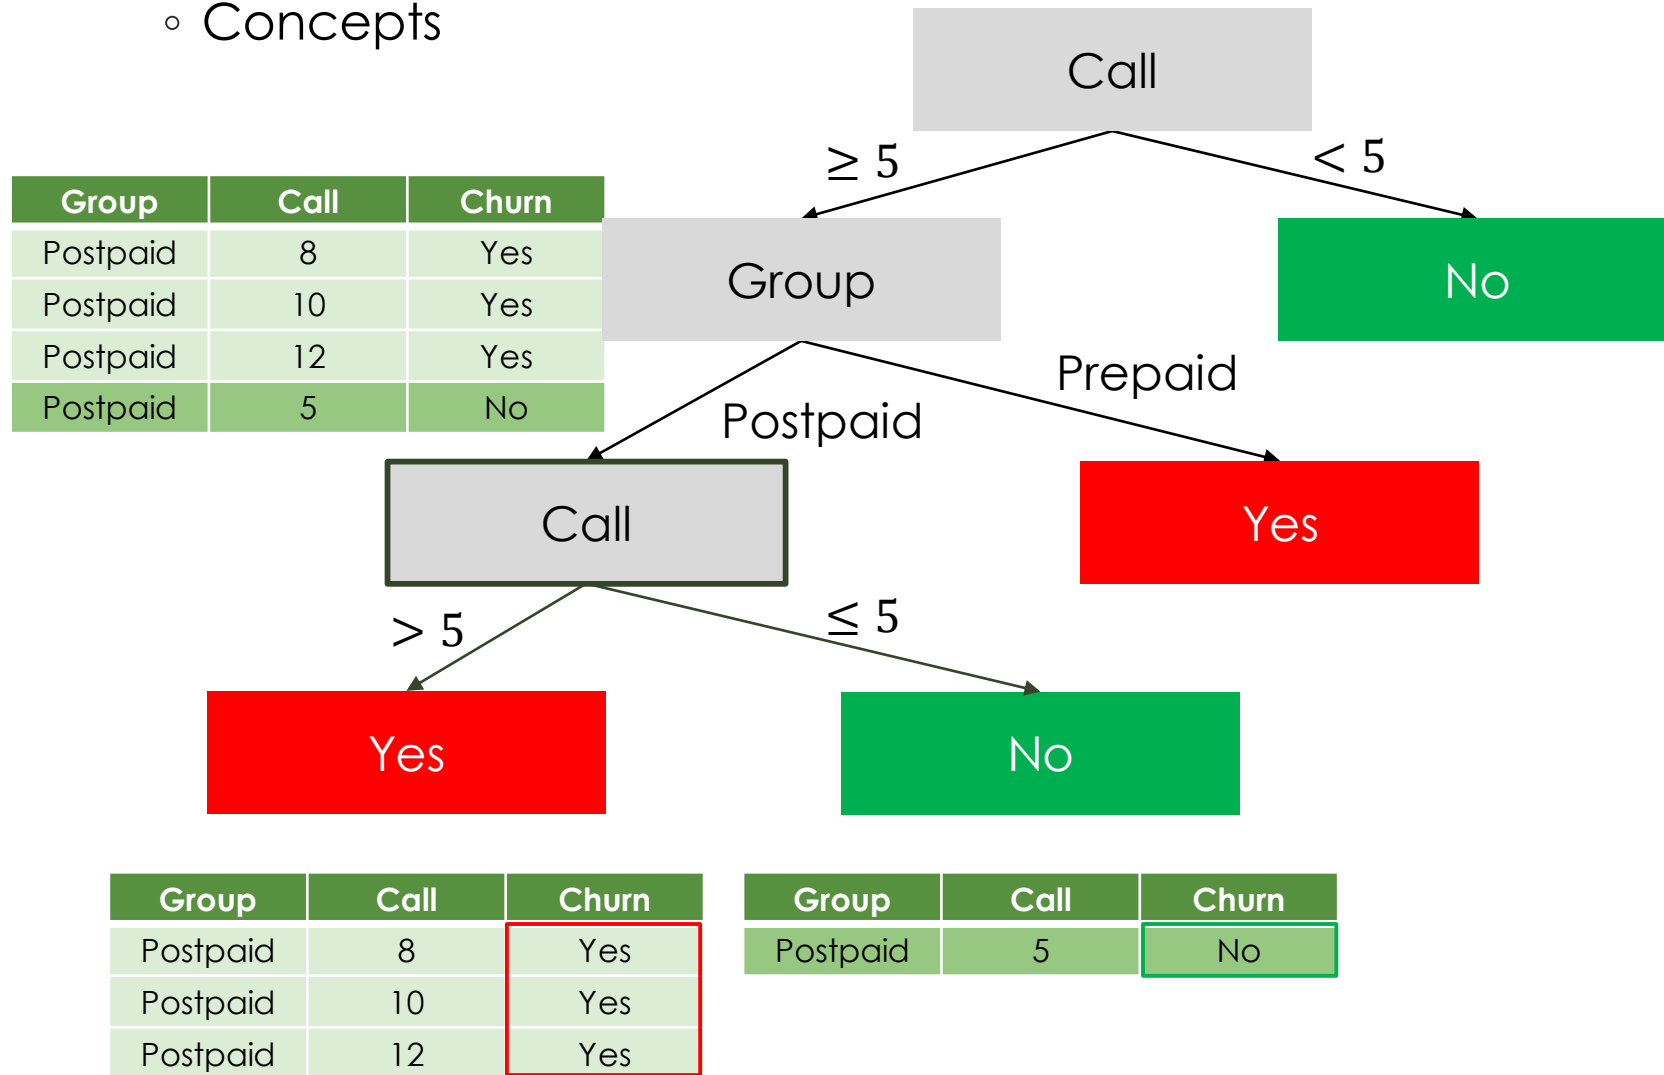 ◦ Concepts
Call
≥ 5
< 5
Group Call Churn
Postpaid 8 Yes
Postpaid 10 Yes
Postpaid 12 Yes
Postpaid 5 No
Group
No
Postpaid
Prepaid
Call
Yes
> 5
≤ 5
Yes
No
Group Call Churn
Postpaid 8 Yes
Postpaid 10 Yes
Postpaid 12 Yes
Group Call Churn
Postpaid 5 No